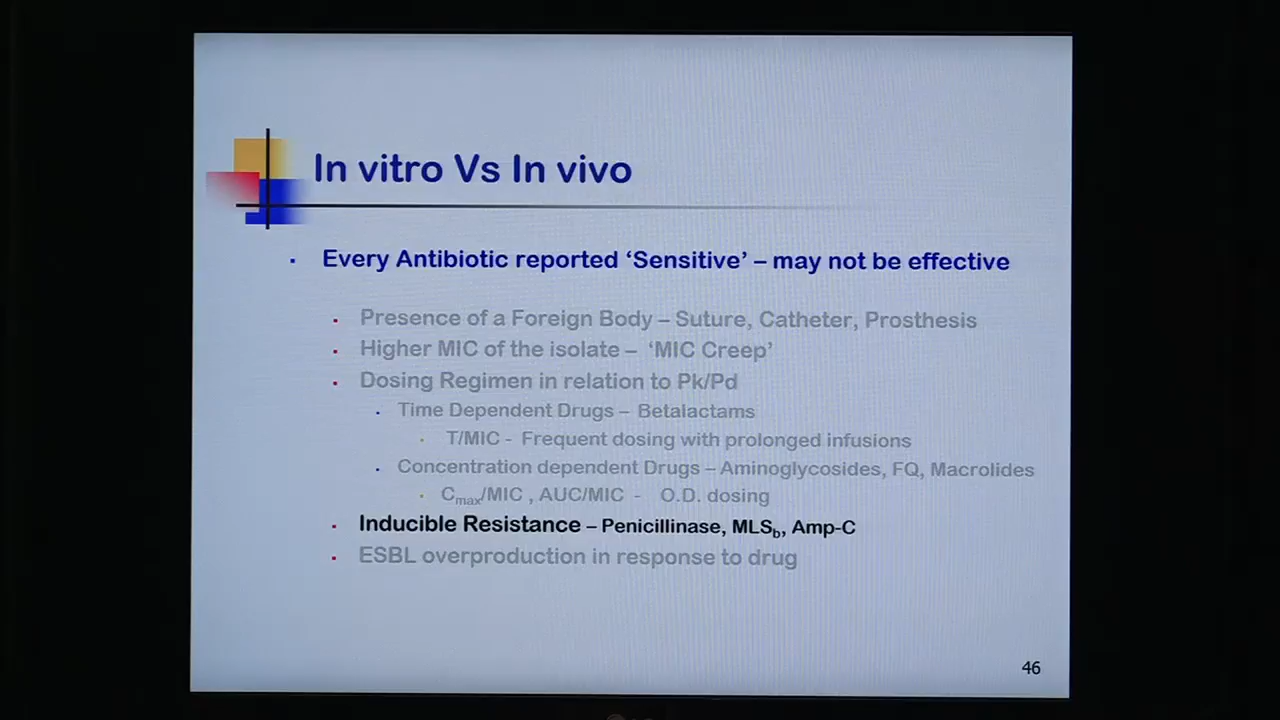 In vitro Vs In vivo
Every Antibiotic reported ‘Sensitive’ – may not be effective
Presence of a Foreign Body – Suture, Catheter, Prosthesis
Higher MIC of the isolate – ‘MIC Creep’
Dosing Regimen in relation to Pk/Pd
Time Dependent Drugs – Betalactams
T/MIC - Frequent dosing with prolonged infusions
Concentration dependent Drugs – Aminoglycosides, FQ, Macrolides
Cmax/MIC , AUC/MIC - O.D. dosing
Inducible Resistance – Penicillinase, MLSb, Amp-C
ESBL overproduction in response to drug
46